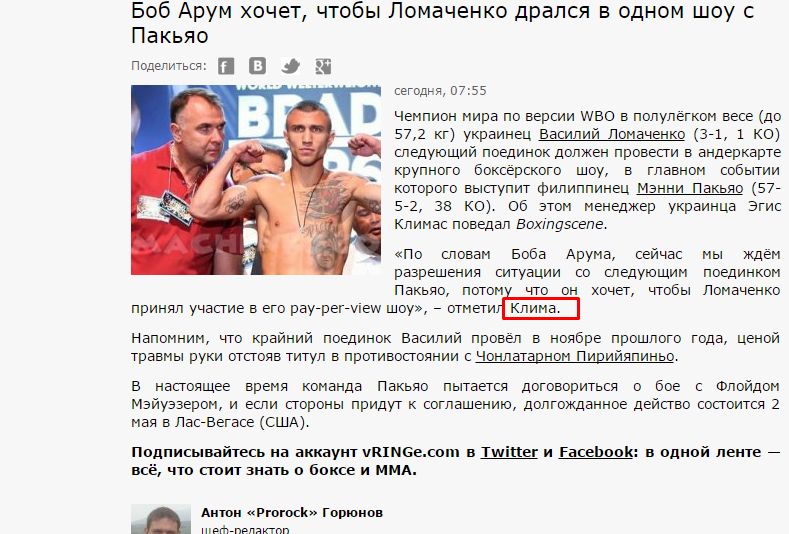 Боб Арум хочет, чтобы Ломаченко дрался в одном шоу с
Пакьяо
Поделиться:
сегодня, 07:55
WORLD WELTERWEIGHT
BRAD
Чемпион мира по версии WBO в полулёгком весе (до
57,2 кг) украинец Василий Ломаченко (3-1, 1 КО)
следующий поединок должен провести в андеркарте
крупного боксёрского шоу, в главном событии
которого выступит филиппинец Мэнни Пакьяо (57-
5-2, 38 КО). Об этом менеджер украинца Эгис
Климас поведал Boxingscene.
«По словам Боба Арума, сейчас мы ждём
разрешения ситуации со следующим поединком
Пакьяо, потому что он хочет, чтобы Ломаченко
принял участие в его pay-per-view шоу», – отметил Клима.
Напомним, что крайний поединок Василий провёл в ноябре прошлого года, ценой
травмы руки отстояв титул в противостоянии с Чонлатарном Пирийяпиньо.
В настоящее время команда Пакьяо пытается договориться о бое с Флойдом
Мэйуэзером, и если стороны придут к соглашению, долгожданное действо состоится 2
мая в Лас-Вегасе (США).
Подписывайтесь на аккаунт vRINGe.com в Twitter и Facebook: в одной ленте —
всё, что стоит знать о боксе и ММА.
Антон «Prorock» Горюнов
шеф-редактор